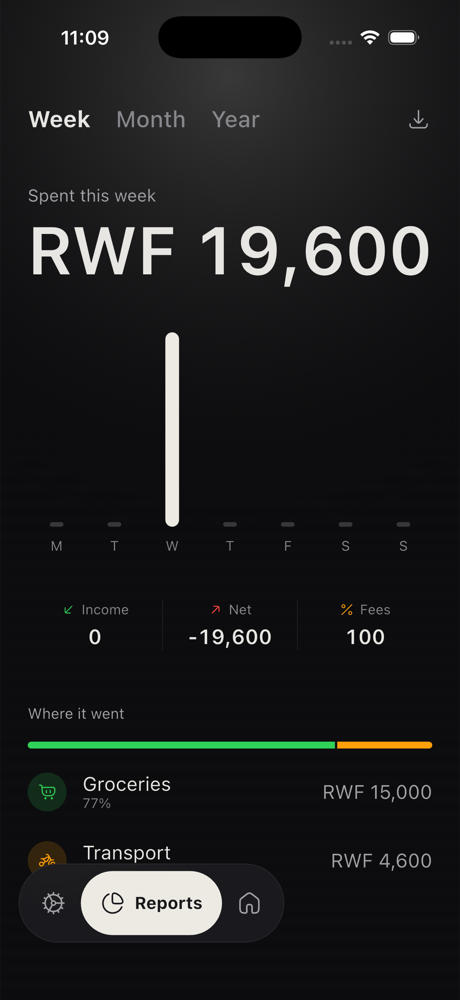 11:09
Week Month Year
Spent this week
RWF 19,600
M T W T F S S
Income Net Fees
0 -19,600 100
Where it went
Groceries
77%
RWF 15,000
Transport
RWF 4,600
Reports